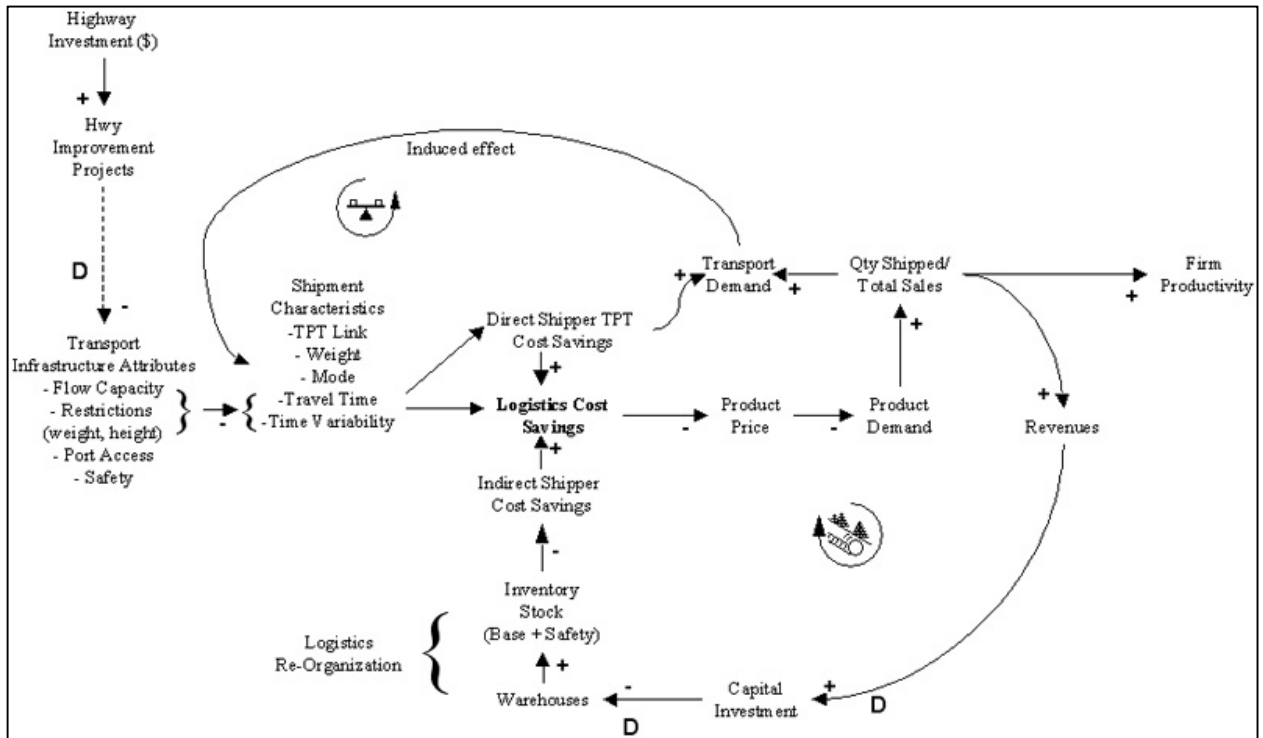 Highway
Investment ($)
+
Hwy
Improvement
Projects
Induced effect
D
-
Transport
Infrastructure Attributes
- Flow Capacity
- Restrictions
(weight, height)
- Port Access
- Safety
-
Shipment
Characteristics
-TPT Link
- Weight
- Mode
-Travel Time
-Time Variability
Direct Shipper TPT
Cost Savings
+
+
Transport
Demand
+
Qty Shipped/
Total Sales
+
Firm
Productivity
+
Logistics Cost
Savings
-
Product
Price
-
Product
Demand
+
Revenues
+
Indirect Shipper
Cost Savings
-
Inventory
Stock
(Base + Safety)
Logistics
Re-Organization
+
Warehouses
-
D
Capital
Investment
+
D